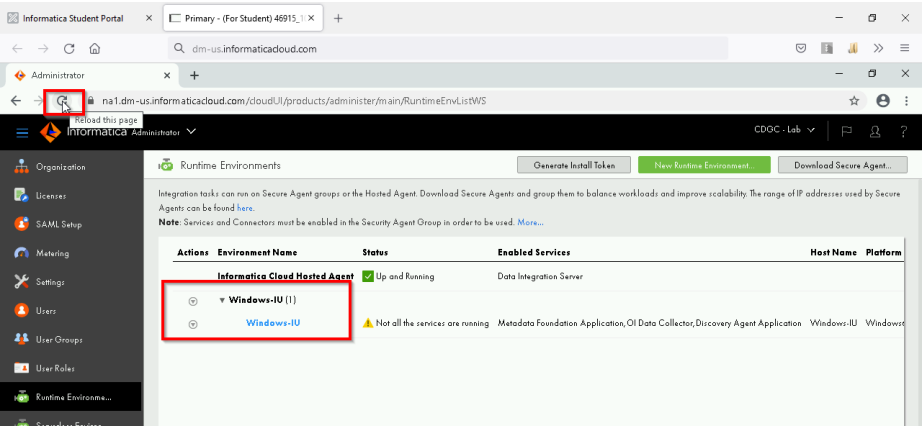 Informatica Student Portal
Primary - (For Student) 46915_1
dm-us.informaticacloud.com
Administrator
na1.dm-us.informaticacloud.com/cloudUI/products/administer/main/RuntimeEnvListWS
Reload this page
Informatica Administrator
CDGC - Lab
Organization
Runtime Environments
Generate Install Token
New Runtime Environment...
Download Secure Agent...
Licenses
Integration tasks can run on Secure Agent groups or the Hosted Agent. Download Secure Agents and group them to balance workloads and improve scalability. The range of IP addresses used by Secure
Agents can be found here.
Note: Services and Connectors must be enabled in the Security Agent Group in order to be used. More...
SAML Setup
Metering
Actions Environment Name Status Enabled Services Host Name Platform
Informatica Cloud Hosted Agent Up and Running Data Integration Server
Settings
Windows-IU (1)
Users
Windows-IU Not all the services are running Metadata Foundation Application,OI Data Collector,Discovery Agent Application Windows-IU Windows6
User Groups
User Roles
Runtime Environme...